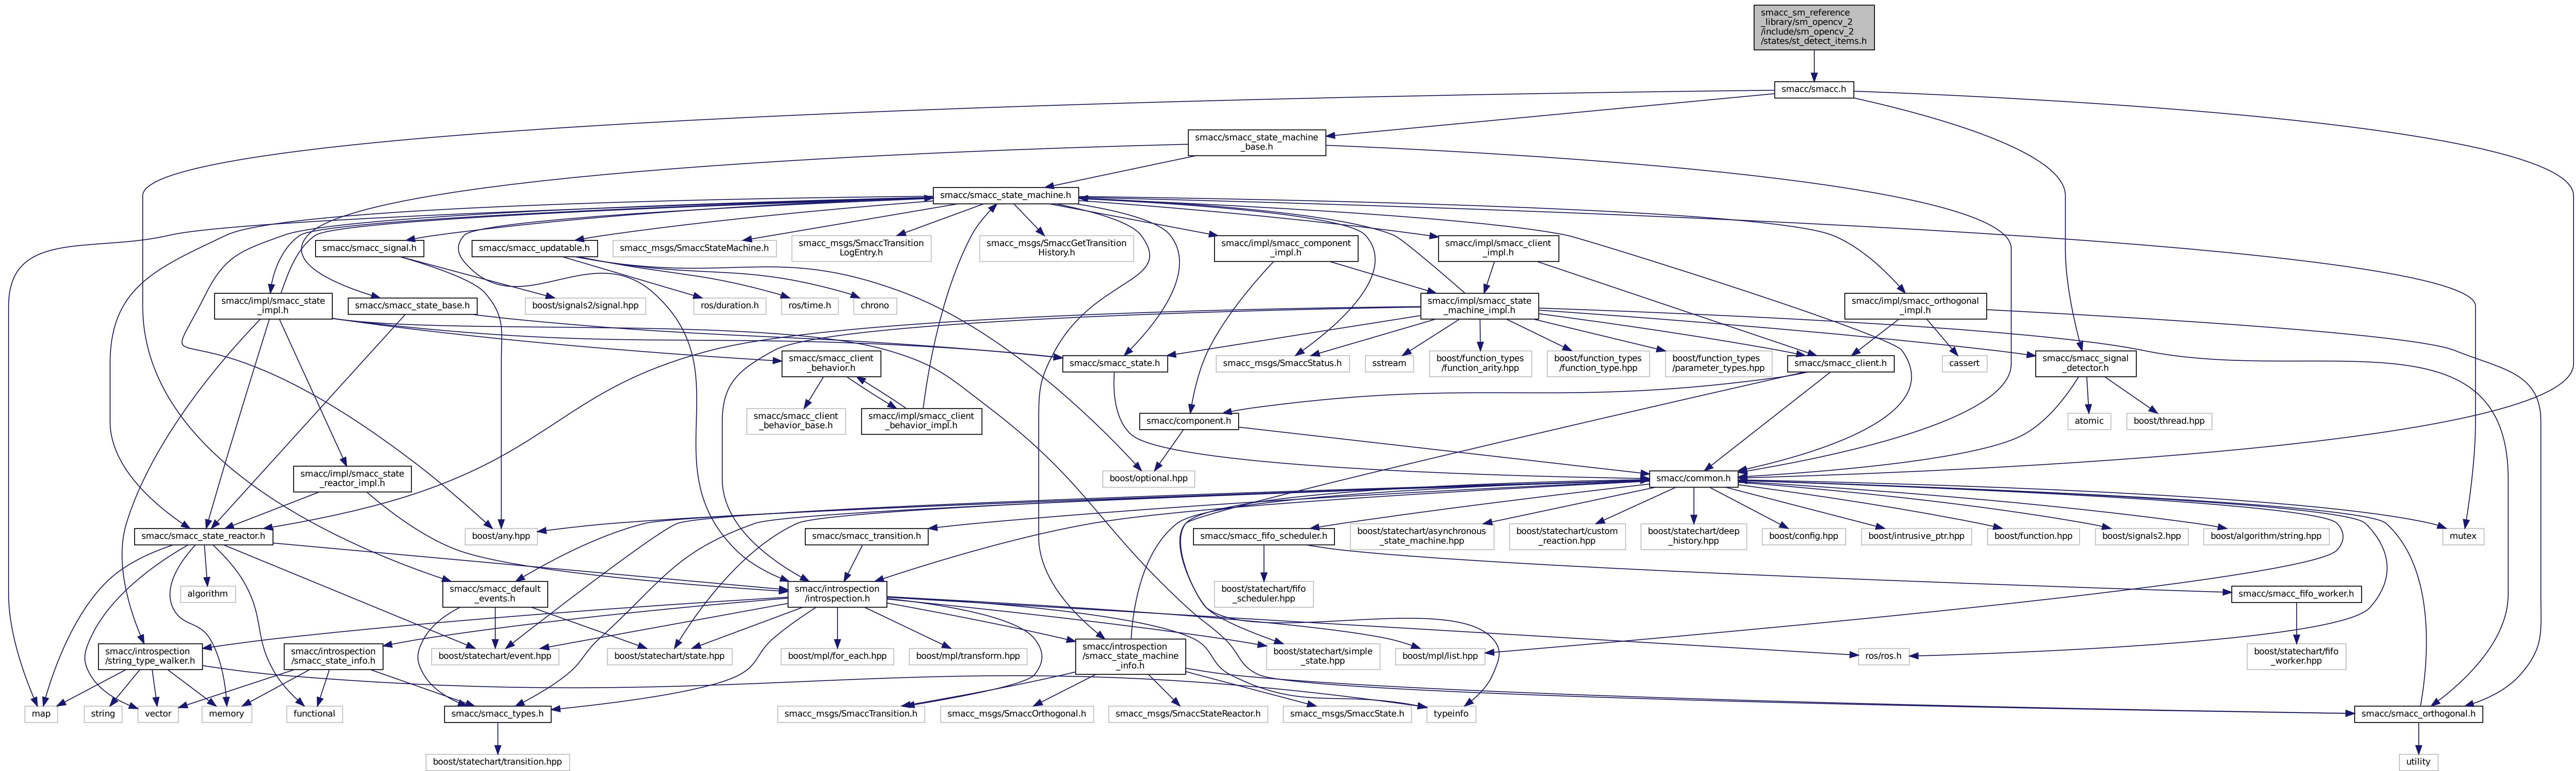 smacc_sm_reference
_library/sm_opencv_2
/include/sm_opencv_2
/states/st_detect_items.h
smacc/smacc.h
smacc/smacc_state_machine
_base.h
smacc/smacc_state_machine.h
smacc/smacc_signal.h
smacc/smacc_updatable.h
smacc_msgs/SmaccStateMachine.h
smacc_msgs/SmaccTransition
LogEntry.h
smacc_msgs/SmaccGetTransition
History.h
smacc/impl/smacc_component
_impl.h
smacc/impl/smacc_client
_impl.h
smacc/impl/smacc_state
_impl.h
smacc/smacc_state_base.h
boost/signals2/signal.hpp
ros/duration.h
ros/time.h
chrono
smacc/impl/smacc_state
_machine_impl.h
smacc/impl/smacc_orthogonal
_impl.h
smacc/smacc_client
_behavior.h
smacc/smacc_state.h
smacc_msgs/SmaccStatus.h
sstream
boost/function_types
/function_arity.hpp
boost/function_types
/function_type.hpp
boost/function_types
/parameter_types.hpp
smacc/smacc_client.h
cassert
smacc/smacc_signal
_detector.h
smacc/smacc_client
_behavior_base.h
smacc/impl/smacc_client
_behavior_impl.h
smacc/component.h
atomic
boost/thread.hpp
smacc/impl/smacc_state
_reactor_impl.h
boost/optional.hpp
smacc/common.h
smacc/smacc_state_reactor.h
boost/any.hpp
smacc/smacc_transition.h
smacc/smacc_fifo_scheduler.h
boost/statechart/asynchronous
_state_machine.hpp
boost/statechart/custom
_reaction.hpp
boost/statechart/deep
_history.hpp
boost/config.hpp
boost/intrusive_ptr.hpp
boost/function.hpp
boost/signals2.hpp
boost/algorithm/string.hpp
mutex
algorithm
smacc/smacc_default
_events.h
smacc/introspection
/introspection.h
boost/statechart/fifo
_scheduler.hpp
smacc/smacc_fifo_worker.h
smacc/introspection
/string_type_walker.h
smacc/introspection
/smacc_state_info.h
boost/statechart/event.hpp
boost/statechart/state.hpp
boost/mpl/for_each.hpp
boost/mpl/transform.hpp
smacc/introspection
/smacc_state_machine
_info.h
boost/statechart/simple
_state.hpp
boost/mpl/list.hpp
ros/ros.h
boost/statechart/fifo
_worker.hpp
map
string
vector
memory
functional
smacc/smacc_types.h
smacc_msgs/SmaccTransition.h
smacc_msgs/SmaccOrthogonal.h
smacc_msgs/SmaccStateReactor.h
smacc_msgs/SmaccState.h
typeinfo
smacc/smacc_orthogonal.h
boost/statechart/transition.hpp
utility